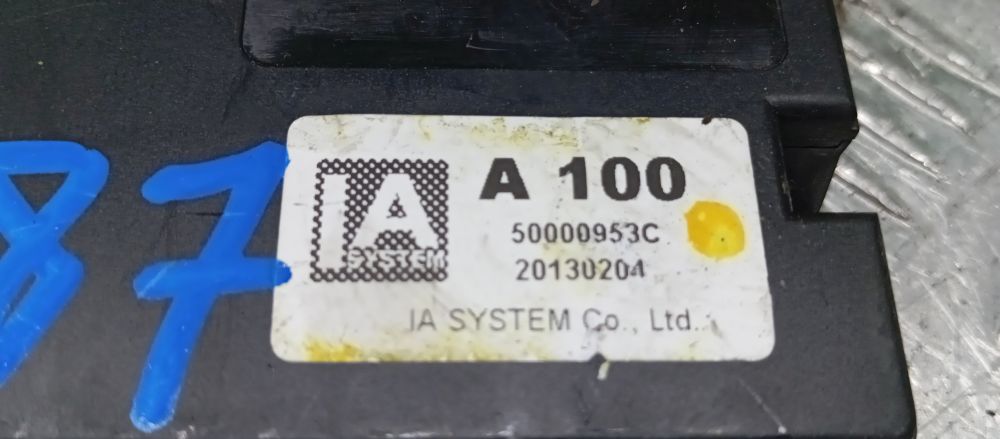 87
IA
SYSTEM
A 100
50000953C
20130204
IA SYSTEM Co., Ltd.